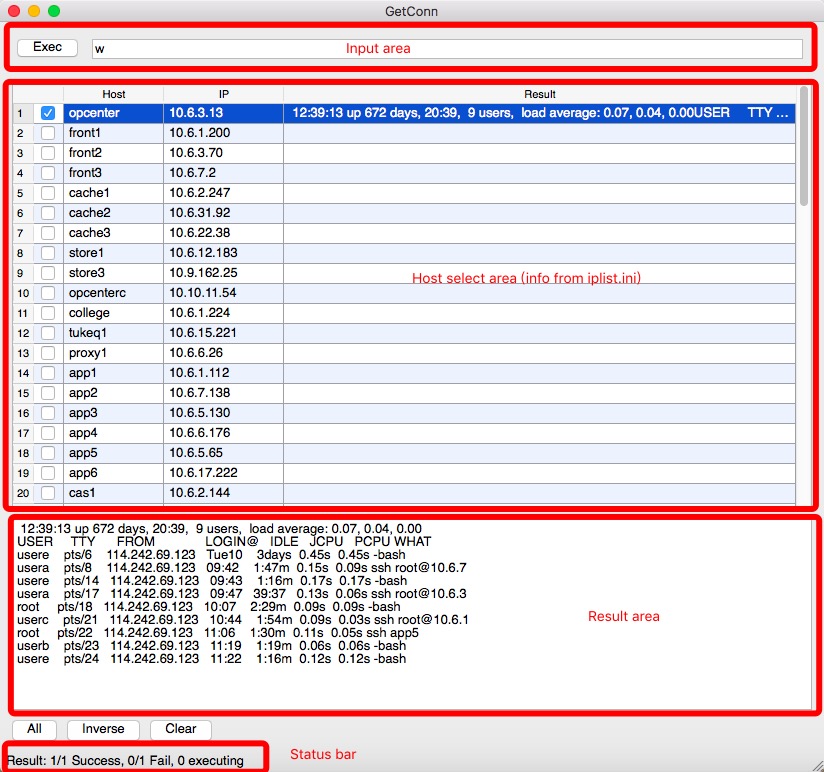 GetConn
Exec w Input area
Host IP Result
1 opcenter 10.6.3.13 12:39:13 up 672 days, 20:39, 9 users, load average: 0.07, 0.04, 0.00USER TTY ...
2 front1 10.6.1.200
3 front2 10.6.3.70
4 front3 10.6.7.2
5 cache1 10.6.2.247
6 cache2 10.6.31.92
7 cache3 10.6.22.38
8 store1 10.6.12.183
9 store3 10.9.162.25 Host select area (info from iplist.ini)
10 opcenterc 10.10.11.54
11 college 10.6.1.224
12 tukeq1 10.6.15.221
13 proxy1 10.6.6.26
14 app1 10.6.1.112
15 app2 10.6.7.138
16 app3 10.6.5.130
17 app4 10.6.6.176
18 app5 10.6.5.65
19 app6 10.6.17.222
20 cas1 10.6.2.144
12:39:13 up 672 days, 20:39, 9 users, load average: 0.07, 0.04, 0.00
USER TTY FROM LOGIN@ IDLE JCPU PCPU WHAT
usere pts/6 114.242.69.123 Tue10 3days 0.45s 0.45s -bash
usera pts/8 114.242.69.123 09:42 1:47m 0.15s 0.09s ssh root@10.6.7
usere pts/14 114.242.69.123 09:43 1:16m 0.17s 0.17s -bash
usera pts/17 114.242.69.123 09:47 39:37 0.13s 0.06s ssh root@10.6.3
root pts/18 114.242.69.123 10:07 2:29m 0.09s 0.09s -bash
userc pts/21 114.242.69.123 10:44 1:54m 0.09s 0.03s ssh root@10.6.1
root pts/22 114.242.69.123 11:06 1:30m 0.11s 0.05s ssh app5
userb pts/23 114.242.69.123 11:19 1:19m 0.06s 0.06s -bash
usere pts/24 114.242.69.123 11:22 1:16m 0.12s 0.12s -bash
Result area
All Inverse Clear
Result: 1/1 Success, 0/1 Fail, 0 executing Status bar